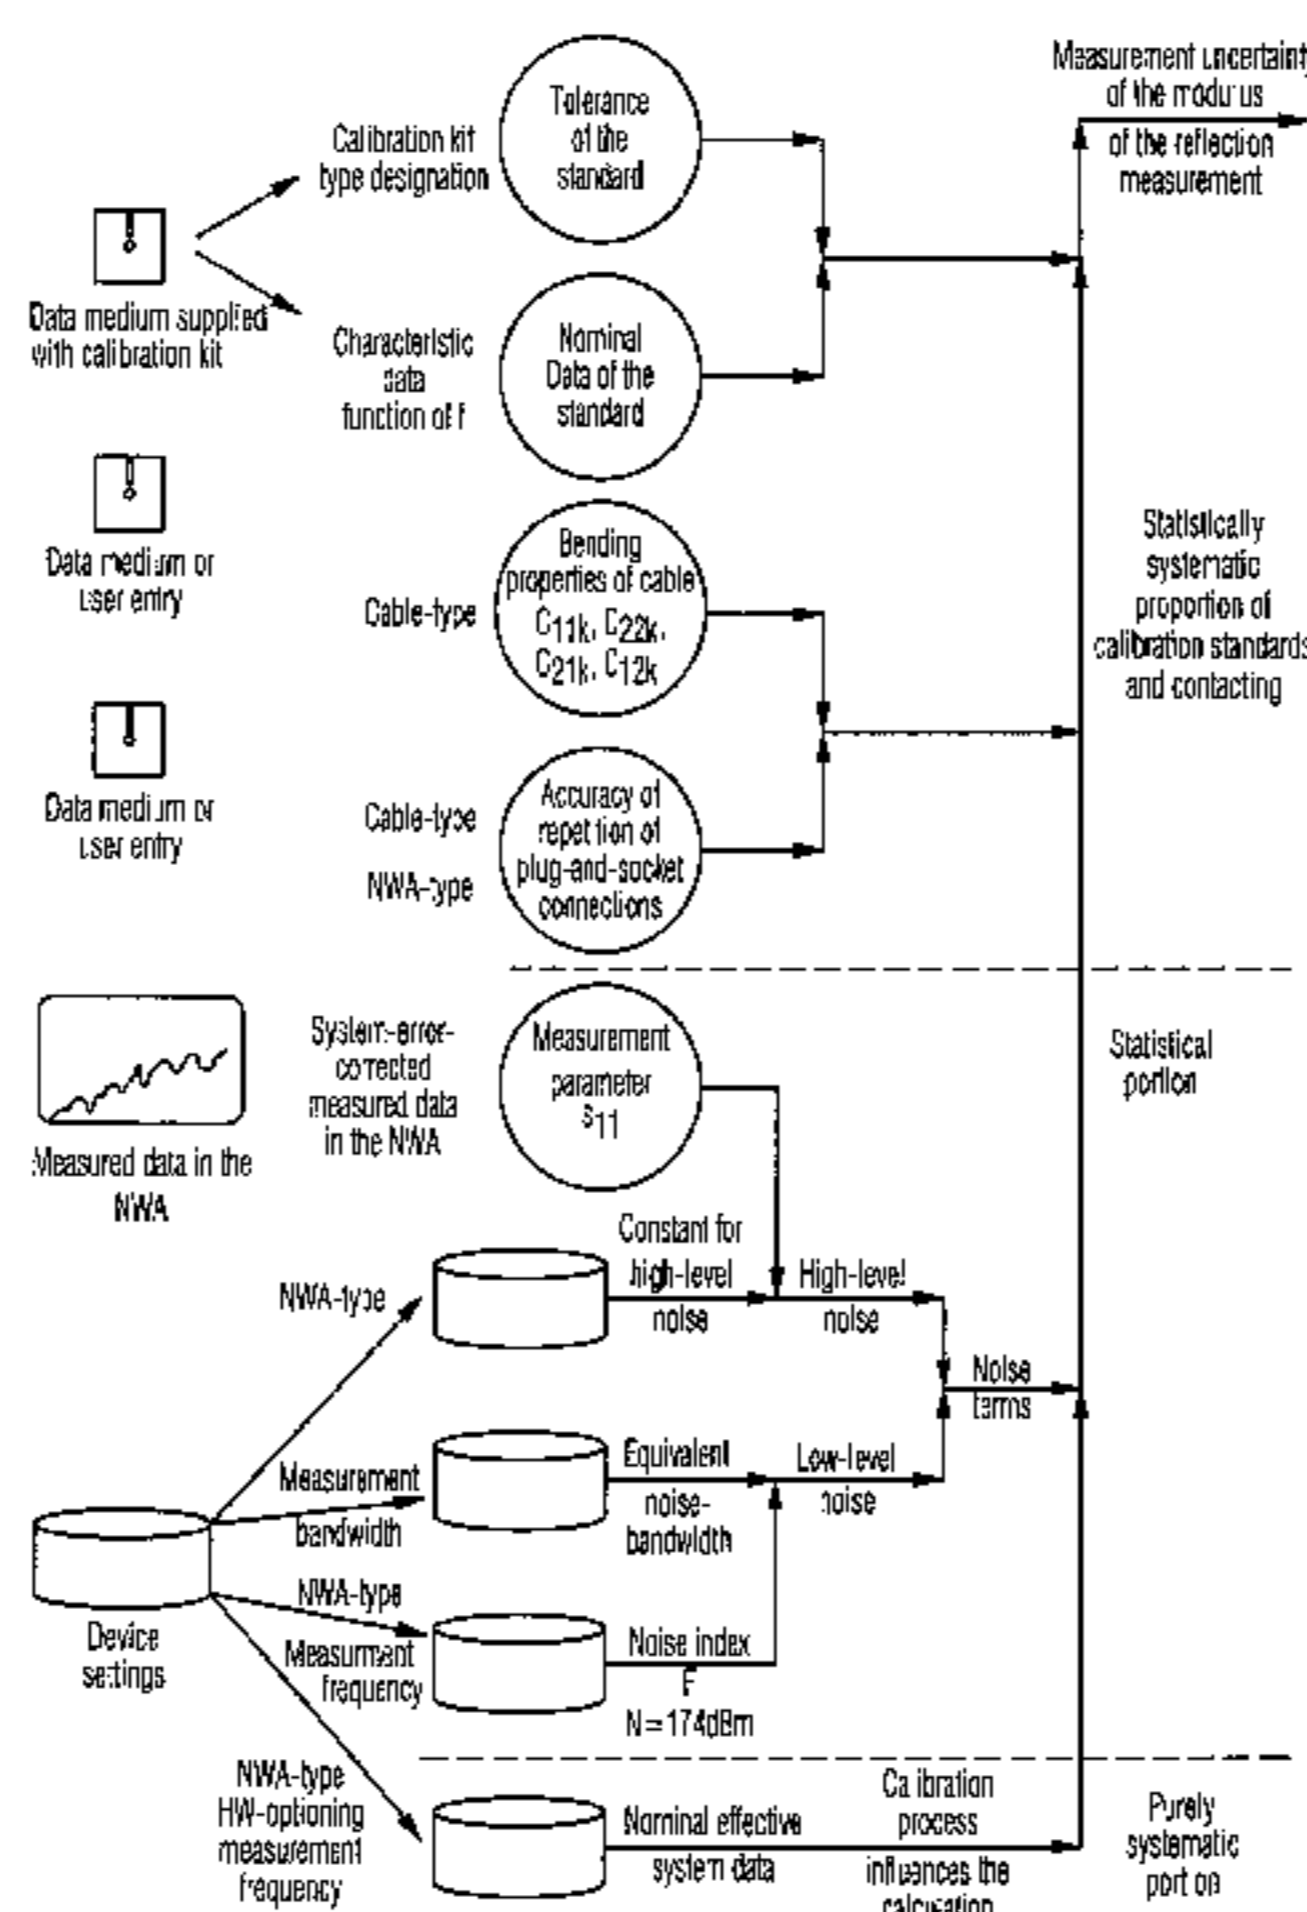 Measurement uncertainty
of the modulus
of the reflection
measurement
Calibration kit
type designation
Tolerance
of the
standard
Data medium supplied
with calibration kit
Characteristic
data
function of f
Nominal
Data of the
standard
Data medium or
user entry
Cable-type
Bending
properties of cable
C11k, C22k,
C21k, C12k
Statistically
systematic
proportion of
calibration standards
and contacting
Data medium or
user entry
Cable-type
NWA-type
Accuracy of
repetition of
plug-and-socket
connections
Measured data in the
NWA
System-error-
corrected
measured data
in the NWA
Measurement
parameter
S11
Statistical
portion
NWA-type
Constant for
high-level
noise
High-level
noise
Noise
terms
Measurement
bandwidth
Equivalent
noise-
bandwidth
Low-level
noise
Device
settings
NWA-type
Measurment
frequency
Noise index
F
N=174dBm
NWA-type
HW-optioning
measurement
frequency
Nominal effective
system data
Calibration
process
influences the
calculation
Purely
systematic
portion